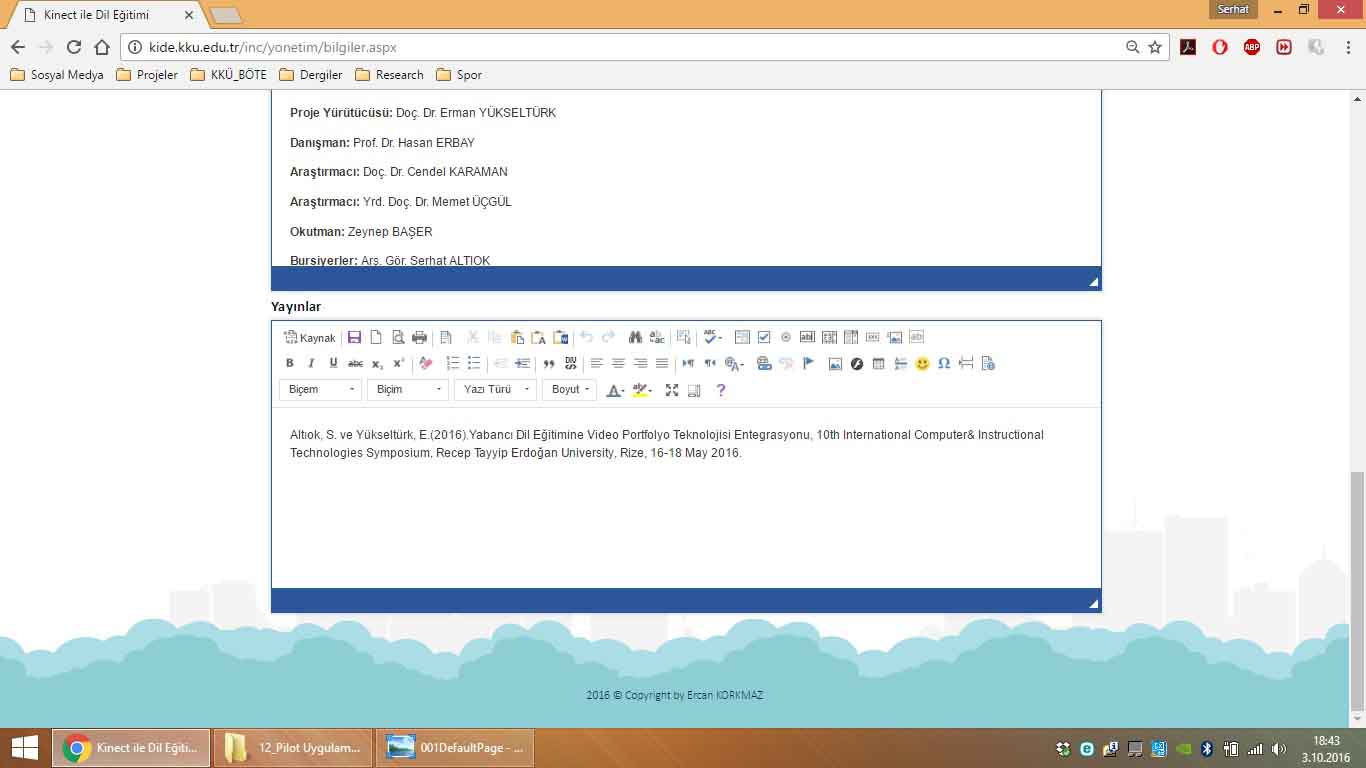 Kinect ile Dil Eğitimi
Serhat
kide.kku.edu.tr/inc/yonetim/bilgiler.aspx
ABP
Sosyal Medya Projeler KKÜ_BÖTE Dergiler Research Spor
Proje Yürütücüsü: Doç. Dr. Erman YÜKSELTÜRK
Danışman: Prof. Dr. Hasan ERBAY
Araştırmacı: Doç. Dr. Cendel KARAMAN
Araştırmacı: Yrd. Doç. Dr. Memet ÜÇGÜL
Okutman: Zeynep BAŞER
Bursiyerler: Arş. Gör. Serhat ALTIOK
Yayınlar
Kaynak
B I U abc x₂ x²
Biçem Biçim Yazı Türü Boyut A ab ?
Altıok, S. ve Yükseltürk, E.(2016).Yabancı Dil Eğitimine Video Portfolyo Teknolojisi Entegrasyonu, 10th International Computer& Instructional
Technologies Symposium, Recep Tayyip Erdoğan University, Rize, 16-18 May 2016.
2016 © Copyright by Ercan KORKMAZ
Kinect ile Dil Eğiti... 12_Pilot Uygulam... 001DefaultPage - ...
18:43
3.10.2016